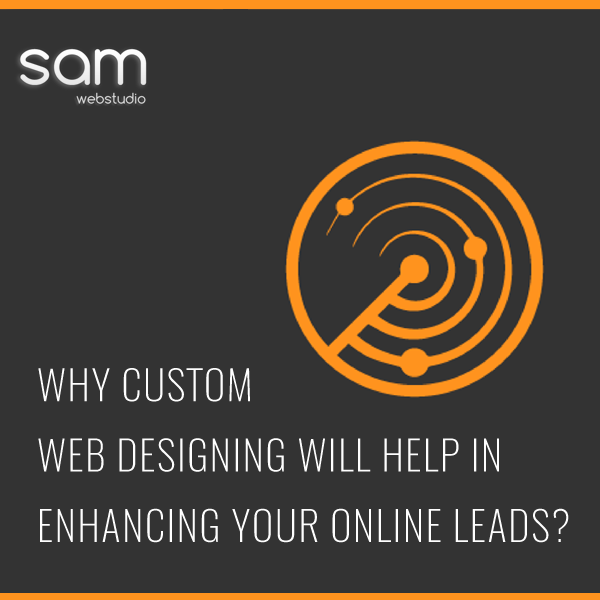 sam
webstudio
WHY CUSTOM
WEB DESIGNING WILL HELP IN
ENHANCING YOUR ONLINE LEADS?